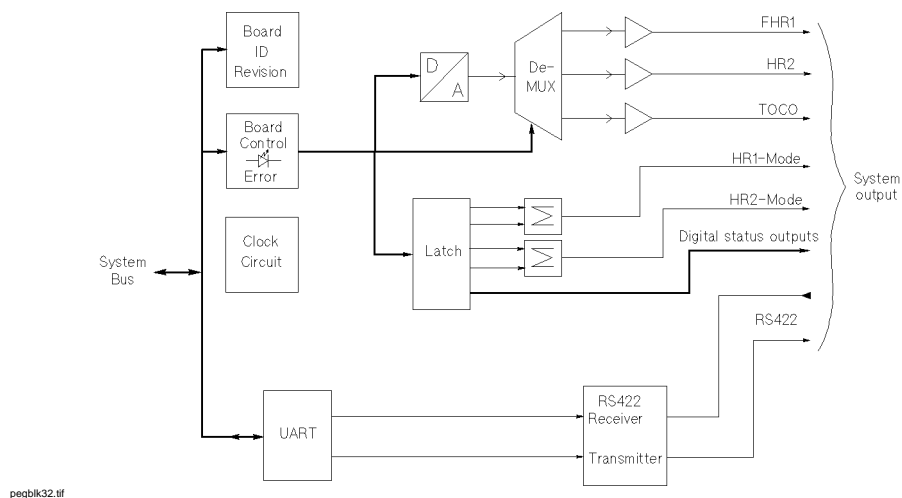 Board
ID
Revision
Board
Control
Error
Clock
Circuit
System
Bus
D
A
De-
MUX
FHR1
HR2
TOCO
HR1-Mode
HR2-Mode
Digital status outputs
System
output
Latch
Σ
Σ
RS422
UART
RS422
Receiver
Transmitter
peqblk32.tif